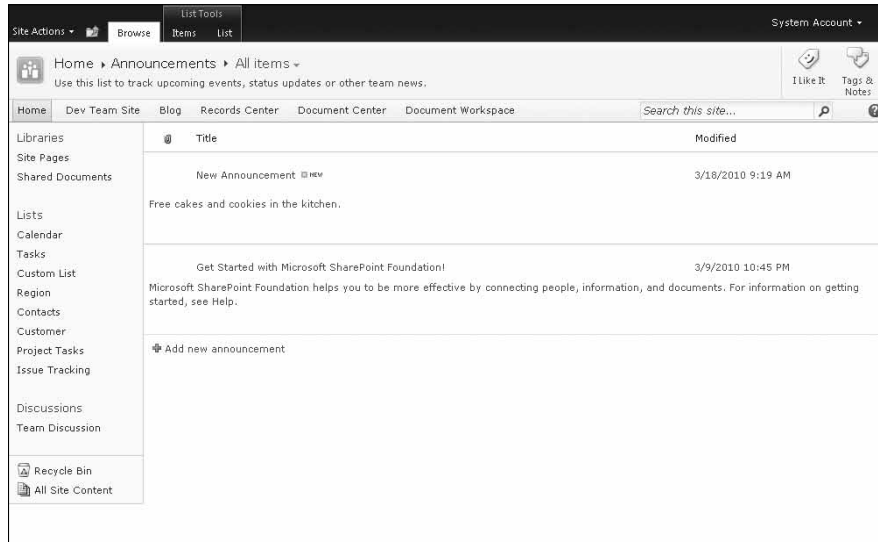 List Tools
Site Actions
Browse
Items
List
System Account
Home ▸ Announcements ▸ All items
Use this list to track upcoming events, status updates or other team news.
I Like It
Tags &
Notes
Home
Dev Team Site
Blog
Records Center
Document Center
Document Workspace
Search this site...
Libraries
Site Pages
Shared Documents
Lists
Calendar
Tasks
Custom List
Region
Contacts
Customer
Project Tasks
Issue Tracking
Discussions
Team Discussion
Recycle Bin
All Site Content
Title
Modified
New Announcement NEW
3/18/2010 9:19 AM
Free cakes and cookies in the kitchen.
Get Started with Microsoft SharePoint Foundation!
3/9/2010 10:45 PM
Microsoft SharePoint Foundation helps you to be more effective by connecting people, information, and documents. For information on getting
started, see Help.
Add new announcement